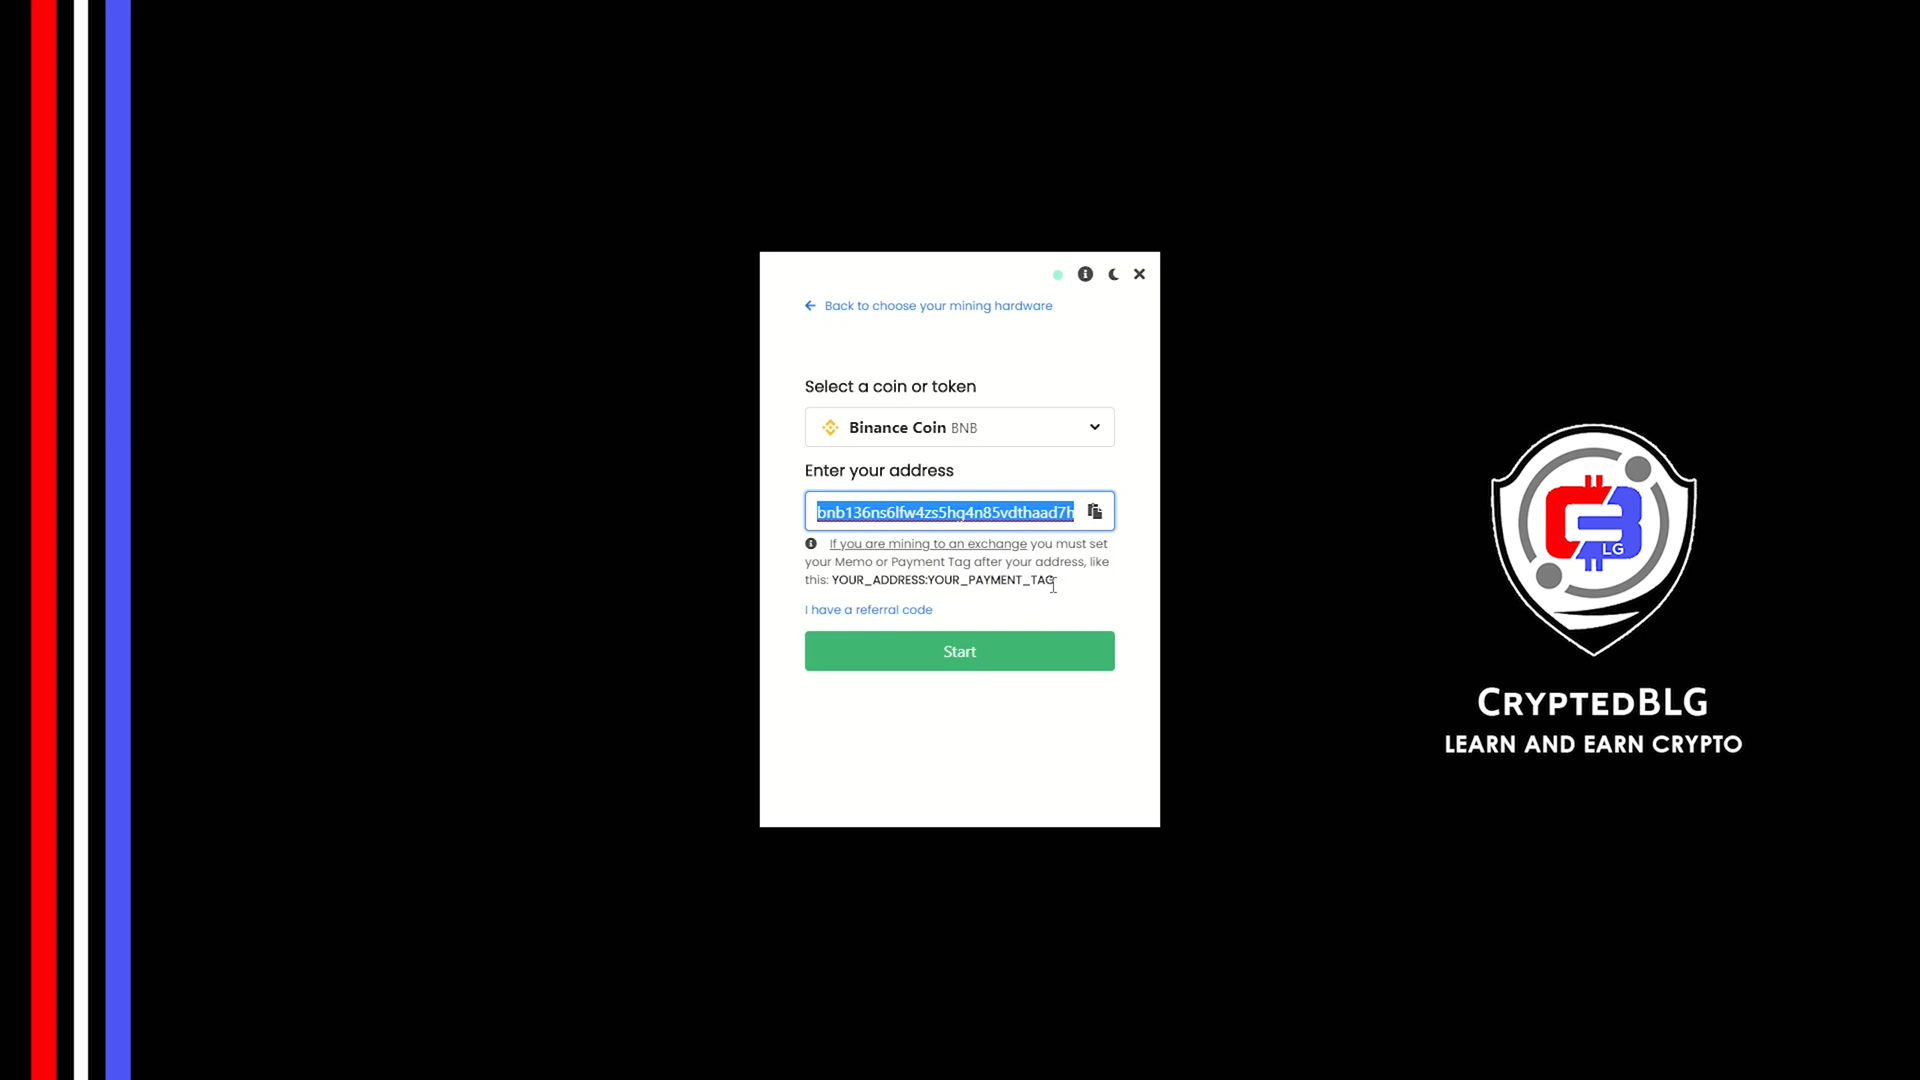 Back to choose your mining hardware
Select a coin or token
Binance Coin BNB
Enter your address
bnb136ns6lfw4zs5hg4n85vdthaad7h
If you are mining to an exchange you must set
your Memo or Payment Tag after your address, like
this: YOUR_ADDRESS:YOUR_PAYMENT_TAG
I have a referral code
Start
CB
LG
CRYPTEDBLG
LEARN AND EARN CRYPTO